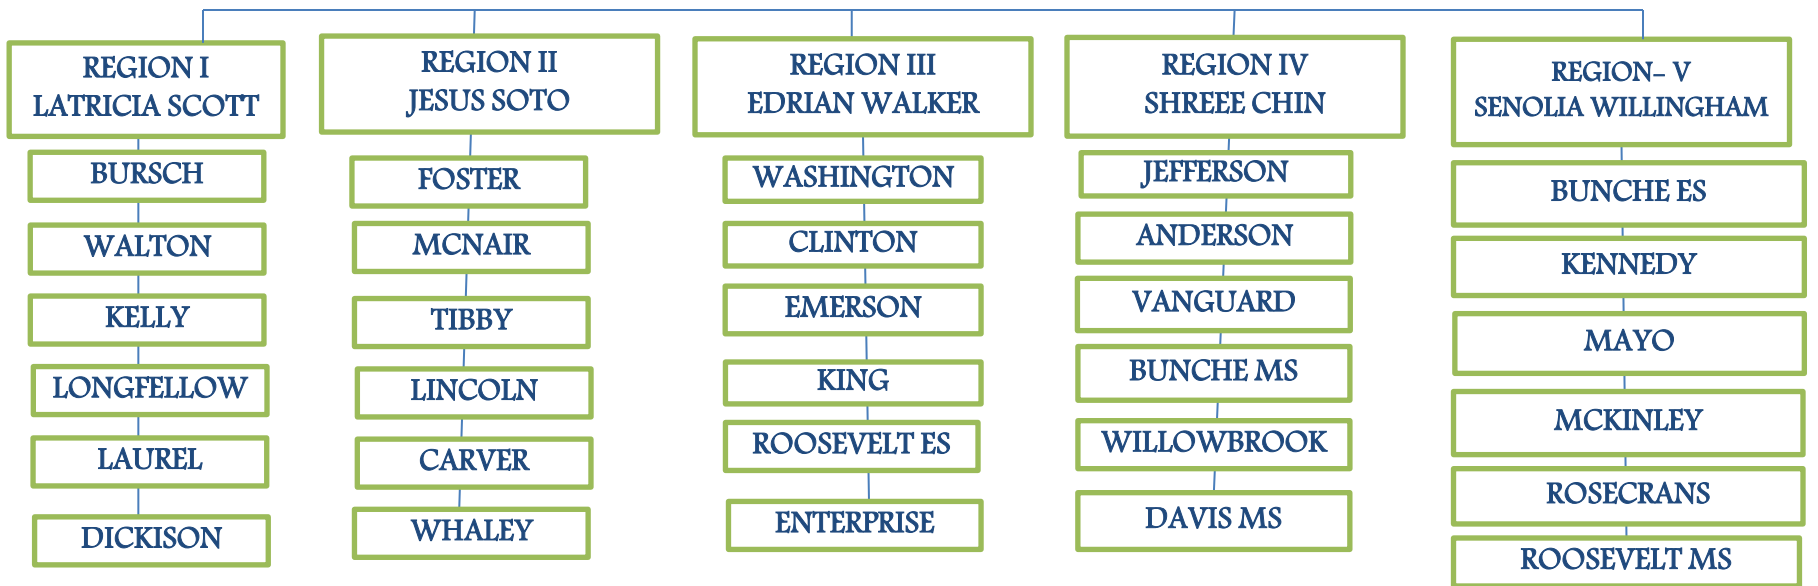 REGION I
LATRICIA SCOTT
BURSCH
WALTON
KELLY
LONGFELLOW
LAUREL
DICKISON
REGION II
JESUS SOTO
FOSTER
MCNAIR
TIBBY
LINCOLN
CARVER
WHALEY
REGION III
EDRIAN WALKER
WASHINGTON
CLINTON
EMERSON
KING
ROOSEVELT ES
ENTERPRISE
REGION IV
SHREEE CHIN
JEFFERSON
ANDERSON
VANGUARD
BUNCHE MS
WILLOWBROOK
DAVIS MS
REGION– V
SENOLIA WILLINGHAM
BUNCHE ES
KENNEDY
MAYO
MCKINLEY
ROSECRANS
ROOSEVELT MS